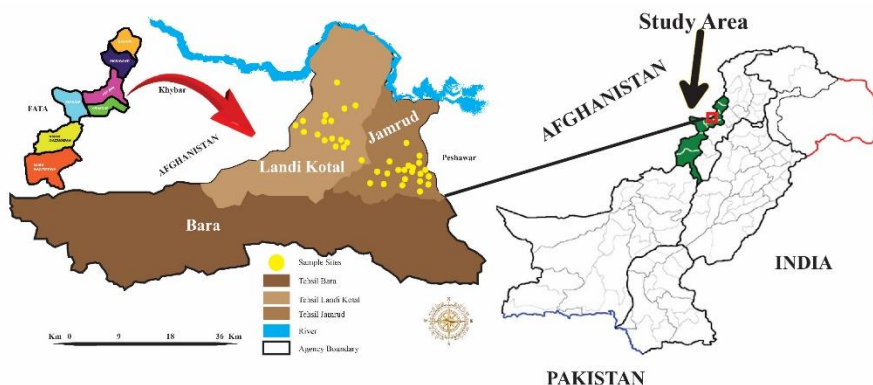 Study Area
AFGHANISTAN
Khybar
FATA
AFGHANISTAN
Jamrud
Peshawar
Landi Kotal
Bara
Sample Sites
Tehsil Bara
Tehsil Landi Kotal
Tehsil Jamrud
River
Agency Boundary
Km 0 9 18 36 Km
N
INDIA
PAKISTAN